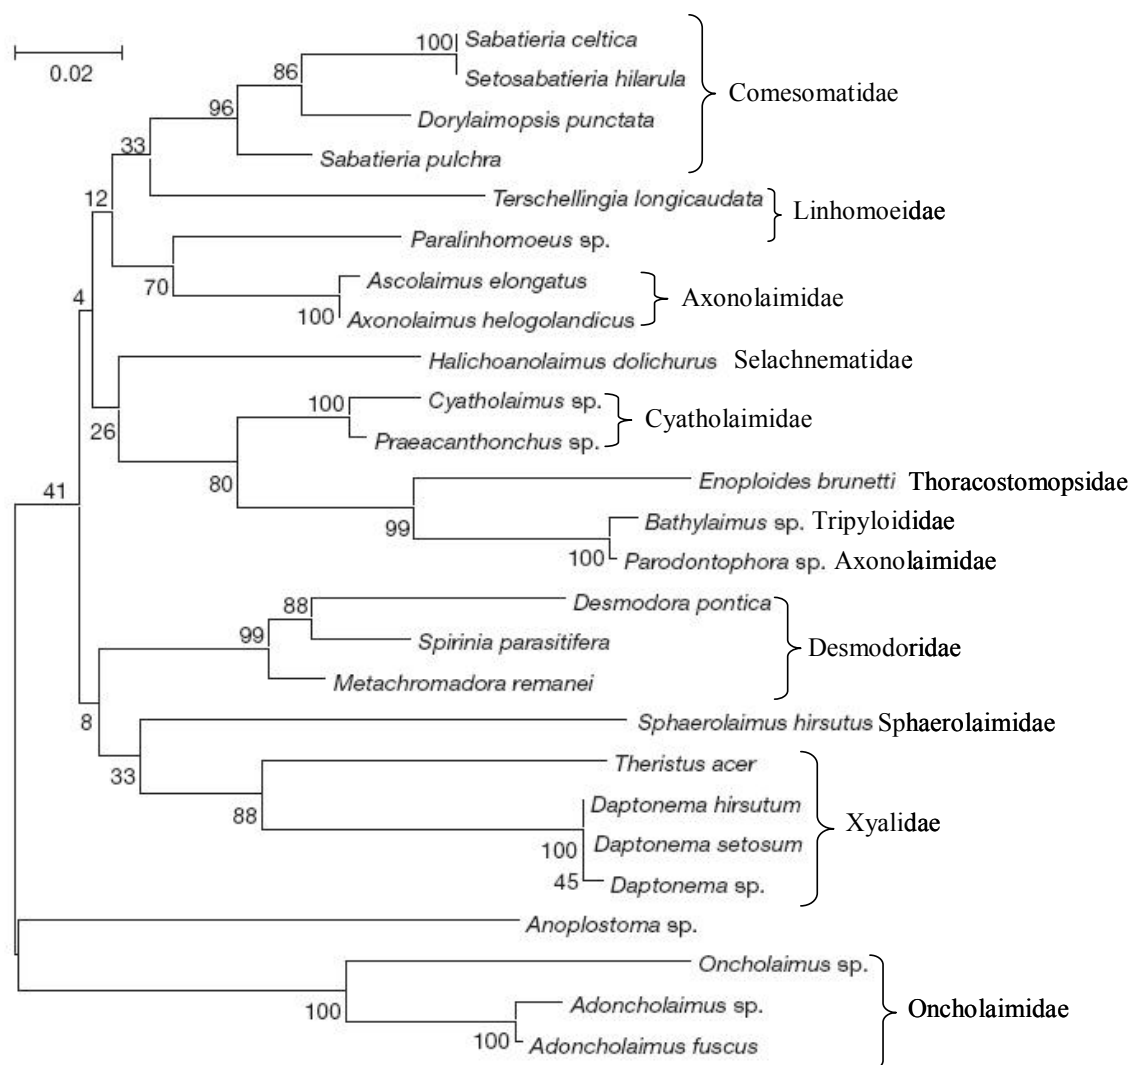 0.02
100 Sabatieria celtica
Setosabatieria hilarula
86
Dorylaimopsis punctata
96
Sabatieria pulchra
Comesomatidae
33
Terschellingia longicaudata
Linhomoeidae
12
Paralinhomoeus sp.
70
Ascolaimus elongatus
100 Axonolaimus helogolandicus
Axonolaimidae
4
Halichoanolaimus dolichurus Selachnematidae
26
100 Cyatholaimus sp.
Praeacanthonchus sp.
Cyatholaimidae
80
Enoploides brunetti Thoracostomopsidae
99
Bathylaimus sp. Tripyloididae
100 Parodontophora sp. Axonolaimidae
41
88 Desmodora pontica
Spirinia parasitifera
99
Metachromadora remanei
Desmodoridae
8
Sphaerolaimus hirsutus Sphaerolaimidae
33
Theristus acer
88
Daptonema hirsutum
100 Daptonema setosum
45 Daptonema sp.
Xyalidae
Anoplostoma sp.
Oncholaimus sp.
100
Adoncholaimus sp.
100 Adoncholaimus fuscus
Oncholaimidae